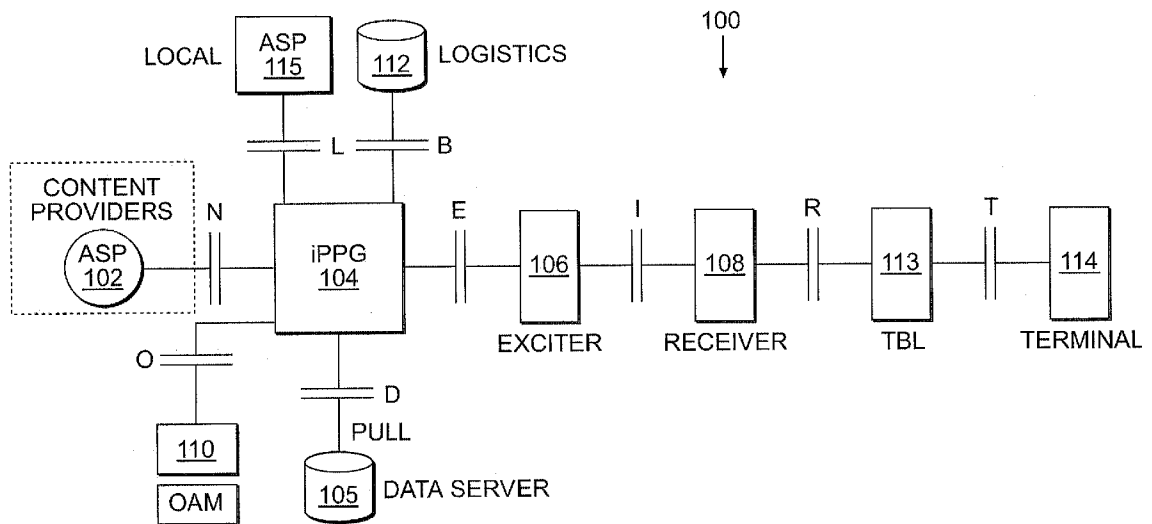 100
LOCAL
ASP
115
112
LOGISTICS
L
B
CONTENT
PROVIDERS
ASP
102
N
iPPG
104
E
106
EXCITER
I
108
RECEIVER
R
113
TBL
T
114
TERMINAL
O
110
OAM
D
PULL
105
DATA SERVER